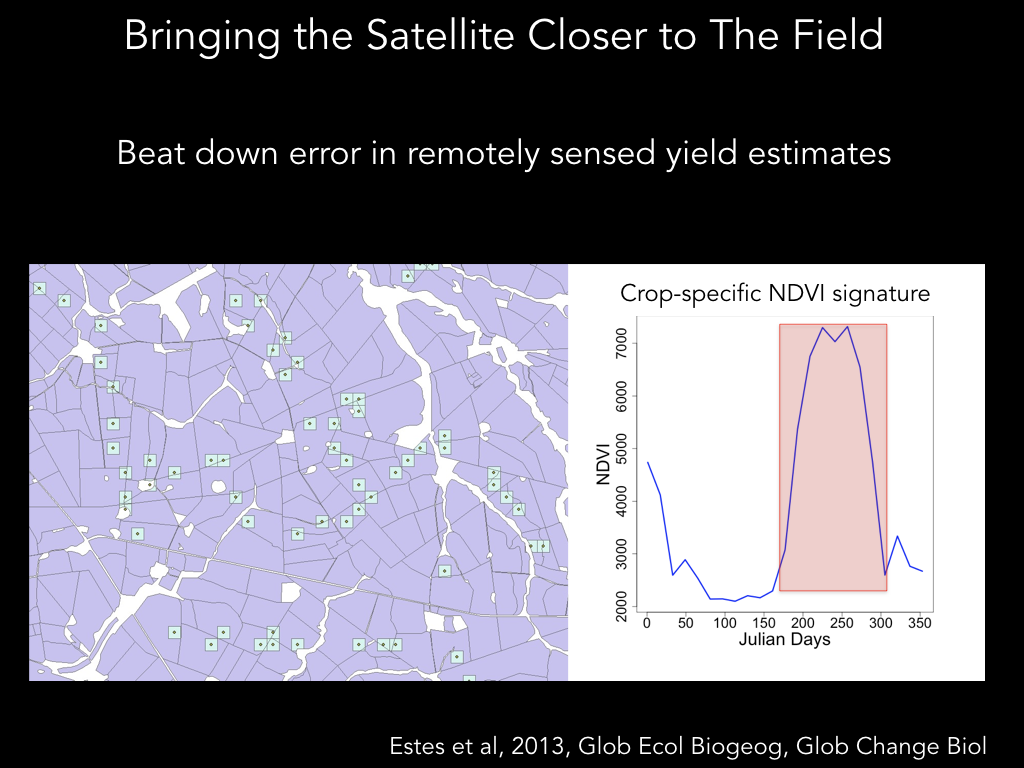 Bringing the Satellite Closer to The Field
Beat down error in remotely sensed yield estimates
Crop-specific NDVI signature
NDVI
7000
6000
5000
4000
3000
2000
0 50 100 150 200 250 300 350
Julian Days
Estes et al, 2013, Glob Ecol Biogeog, Glob Change Biol